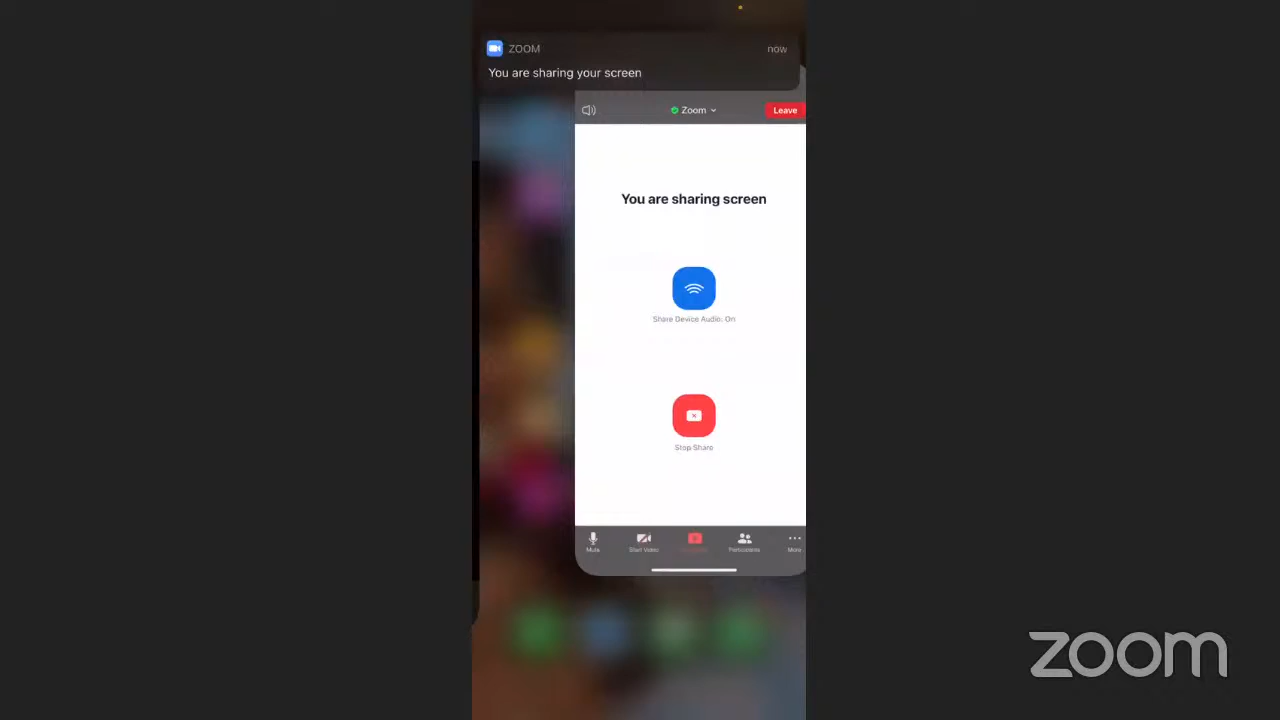 ZOOM
now
You are sharing your screen
Zoom
Leave
You are sharing screen
Share Device Audio: On
Stop Share
Mute
Start Video
Participants
More
zoom